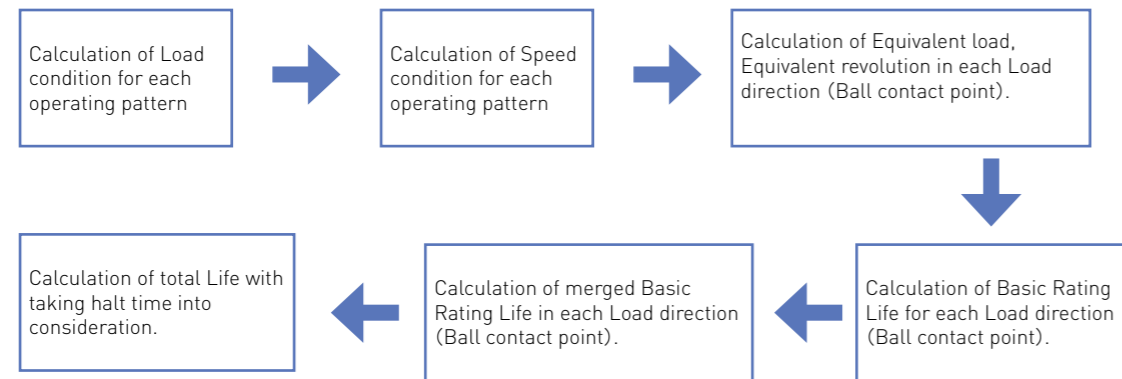 Calculation of Load
condition for each
operating pattern
Calculation of Speed
condition for each
operating pattern
Calculation of Equivalent load,
Equivalent revolution in each Load
direction (Ball contact point).
Calculation of Basic Rating
Life for each Load direction
(Ball contact point).
Calculation of merged Basic
Rating Life in each Load direction
(Ball contact point).
Calculation of total Life with
taking halt time into
consideration.